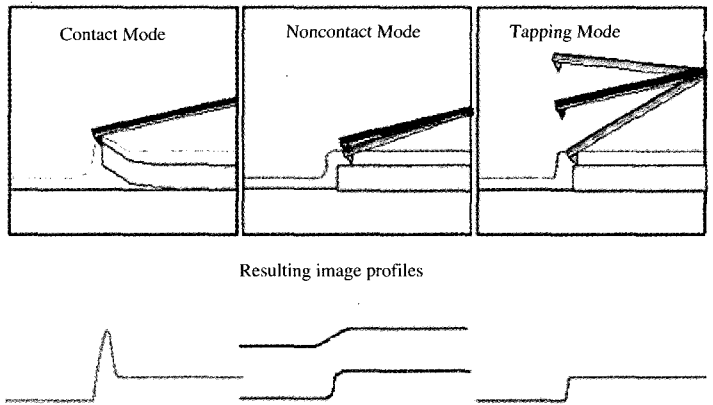 Contact Mode
Noncontact Mode
Tapping Mode
Resulting image profiles